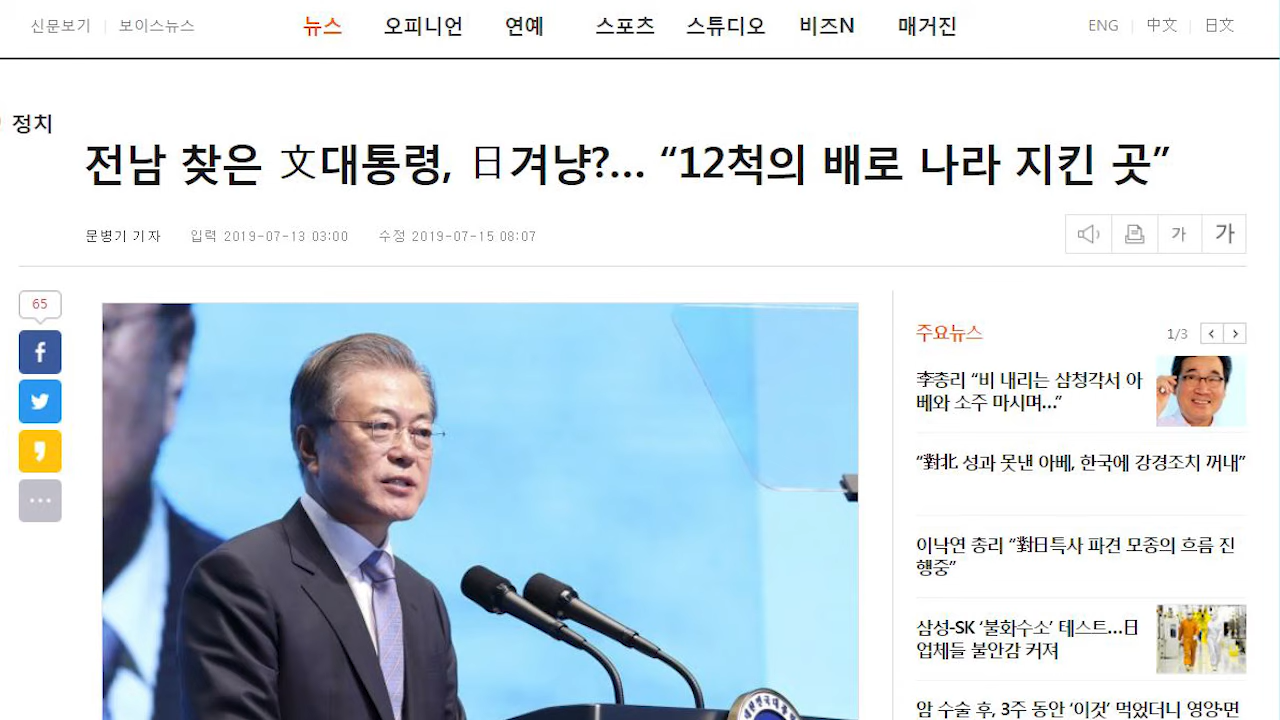 신문보기 보이스뉴스 뉴스 오피니언 연예 스포츠 스튜디오 비즈N 매거진 ENG 中文 日文
정치
전남 찾은 文대통령, 日겨냥?… “12척의 배로 나라 지킨 곳”
문병기 기자 입력 2019-07-13 03:00 수정 2019-07-15 08:07
가 가
65
주요뉴스 1/3
李총리 “비 내리는 삼청각서 아
베와 소주 마시며…”
“對北 성과 못낸 아베, 한국에 강경조치 꺼내”
이낙연 총리 “對日특사 파견 모종의 흐름 진
행중”
삼성-SK ‘불화수소’ 테스트…日
업체들 불안감 커져
암 수술 후, 3주 동안 ‘이것’ 먹었더니 영양·면